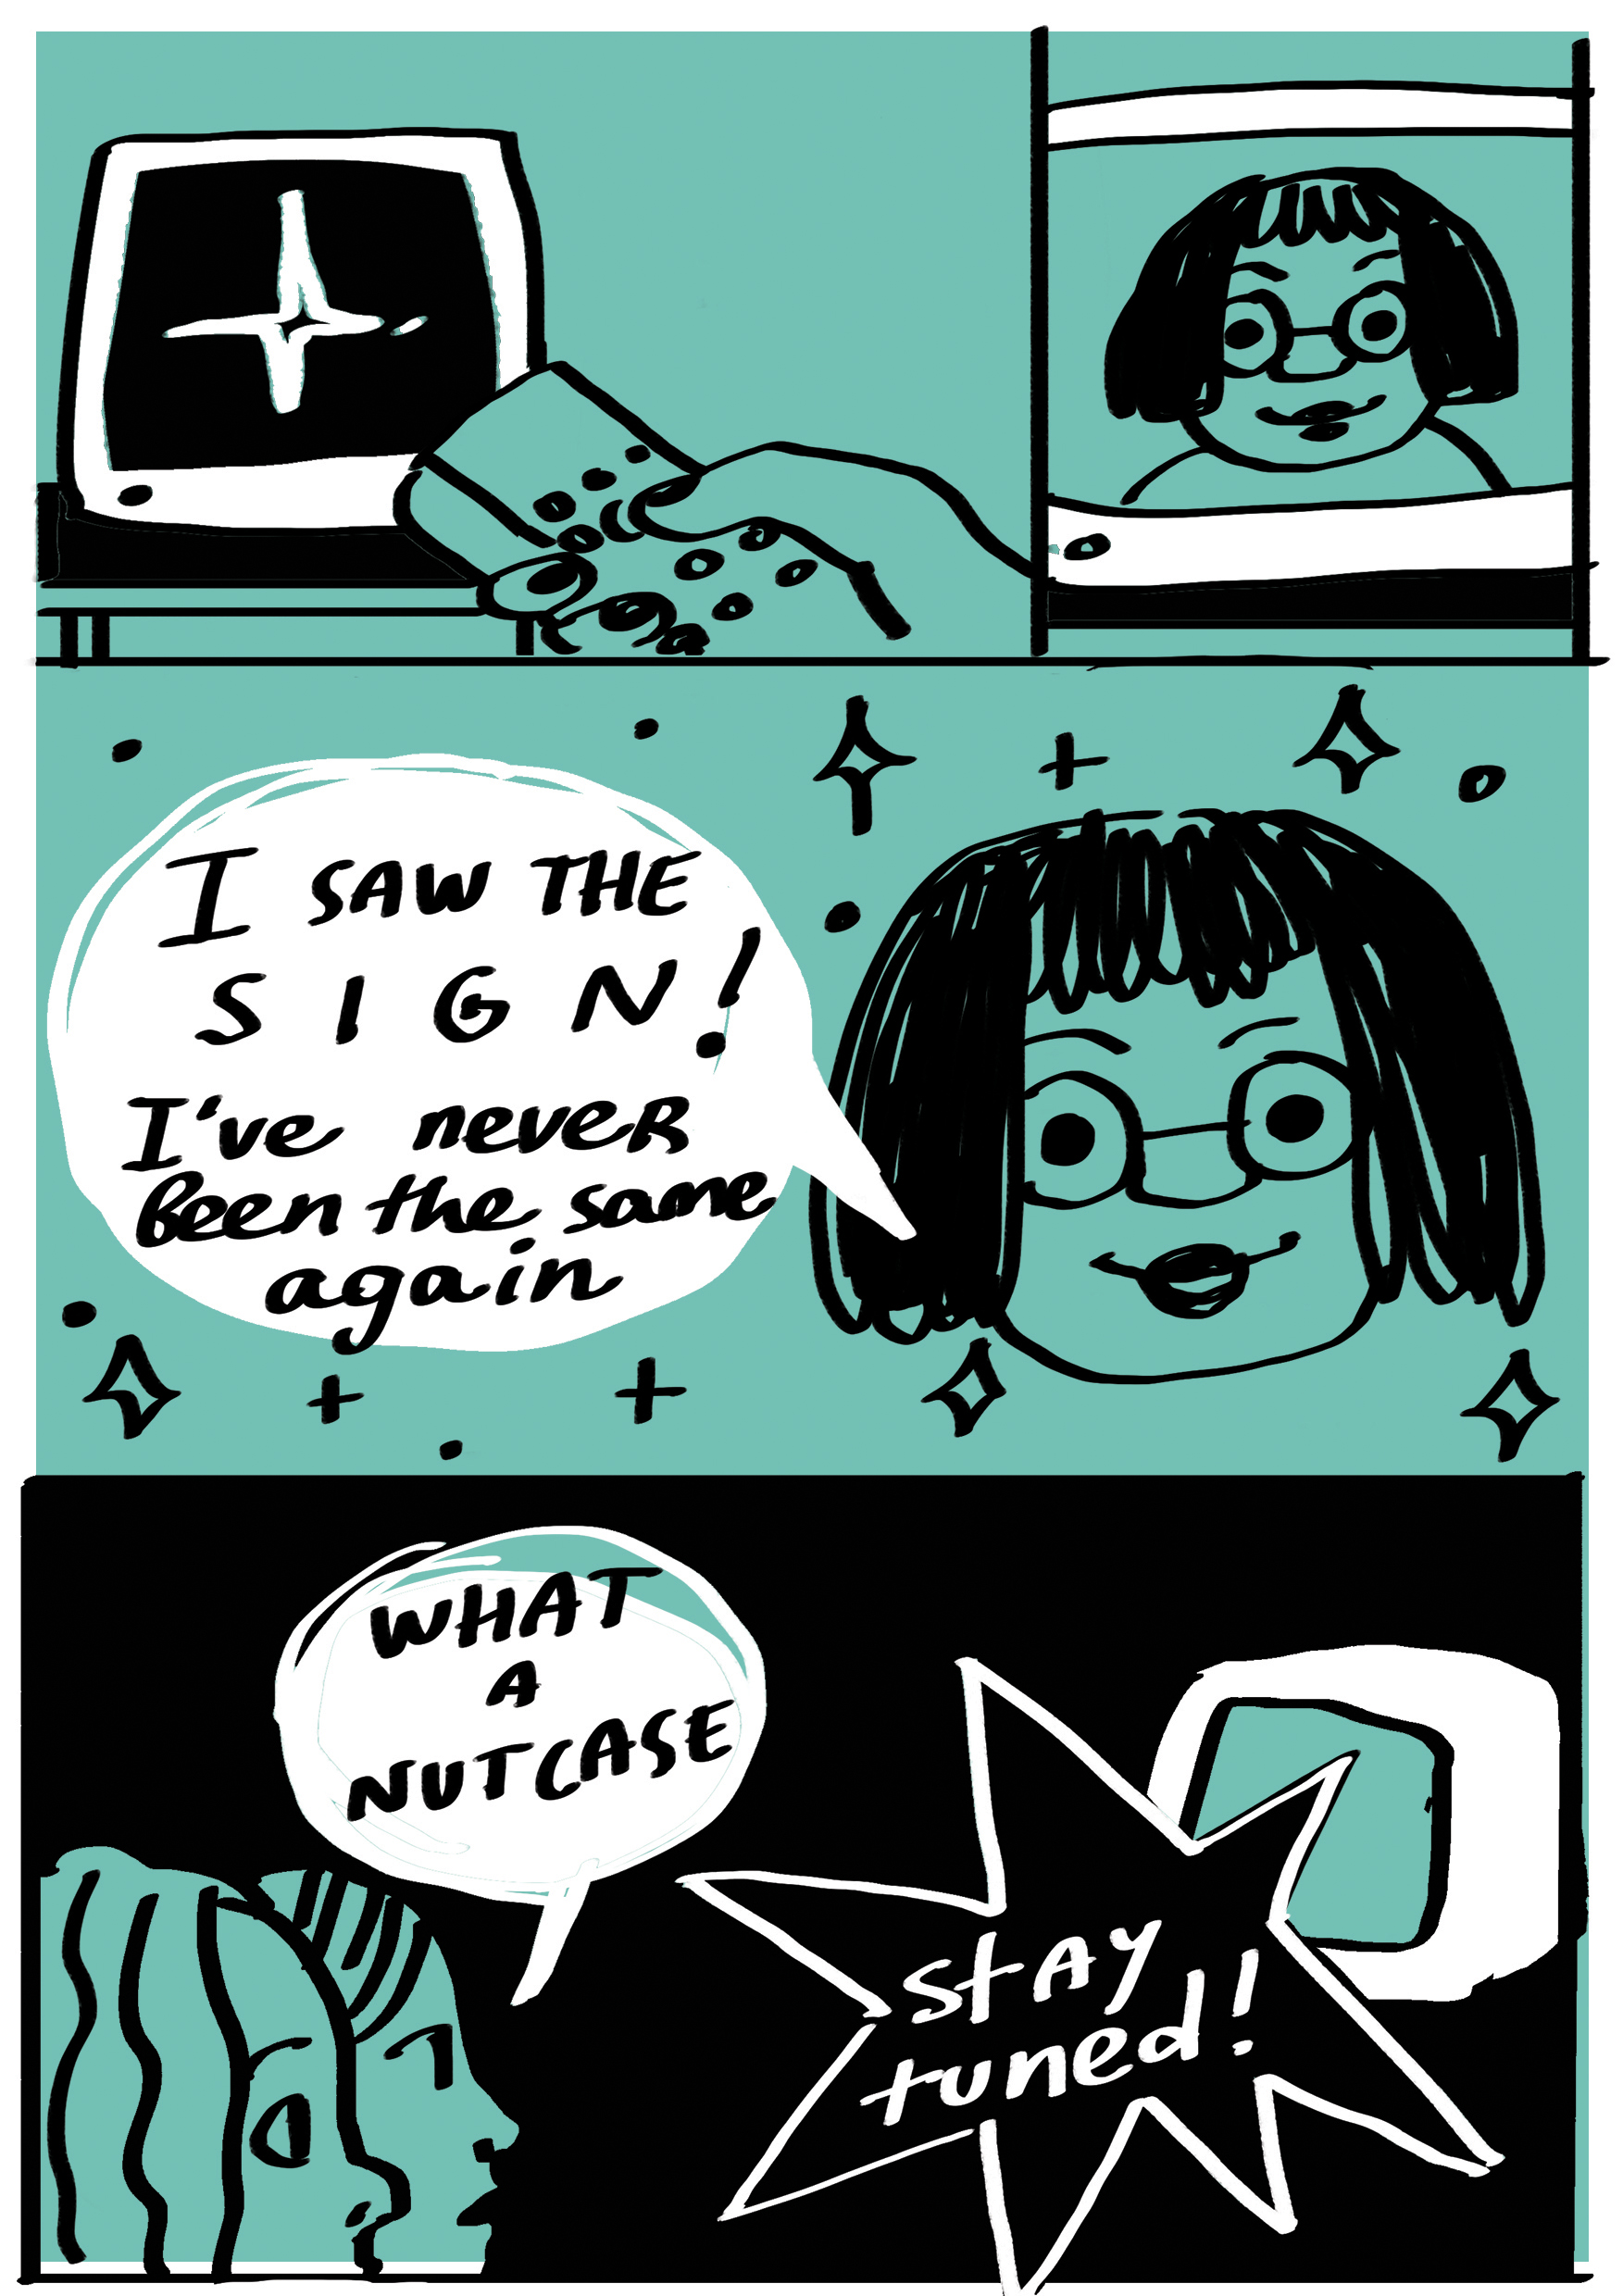 I SAW THE
SIGN!
I've never
been the same
again
WHAT
A
NUTCASE
stay
tuned!